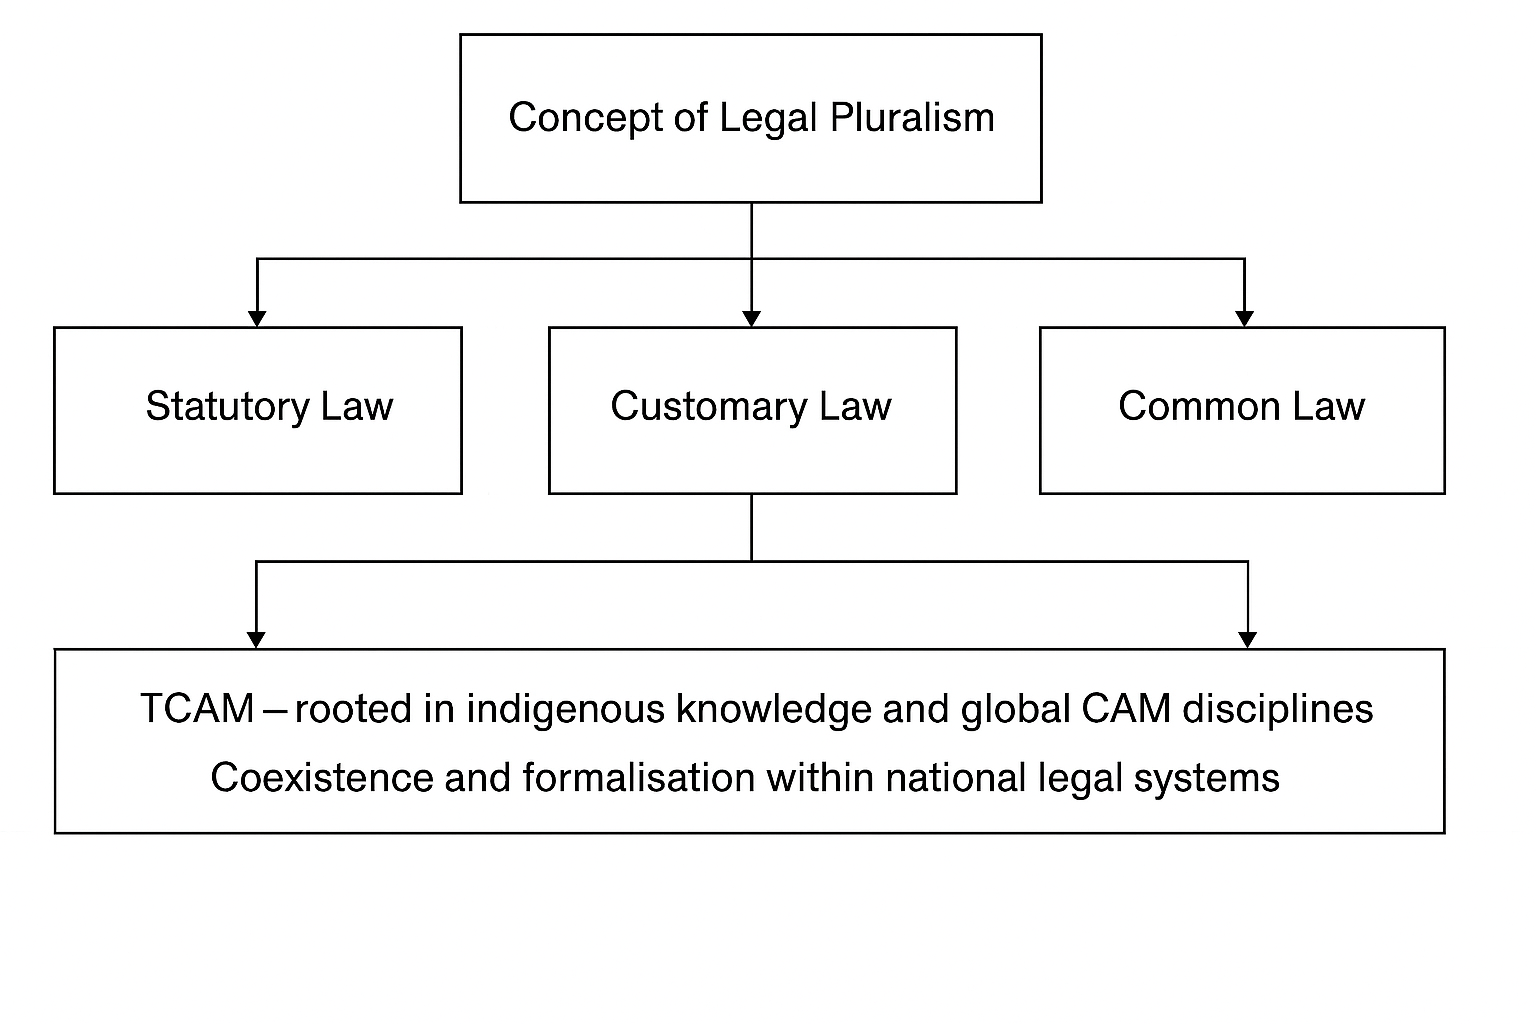 Concept of Legal Pluralism
Statutory Law
Customary Law
Common Law
TCAM – rooted in indigenous knowledge and global CAM disciplines
Coexistence and formalisation within national legal systems